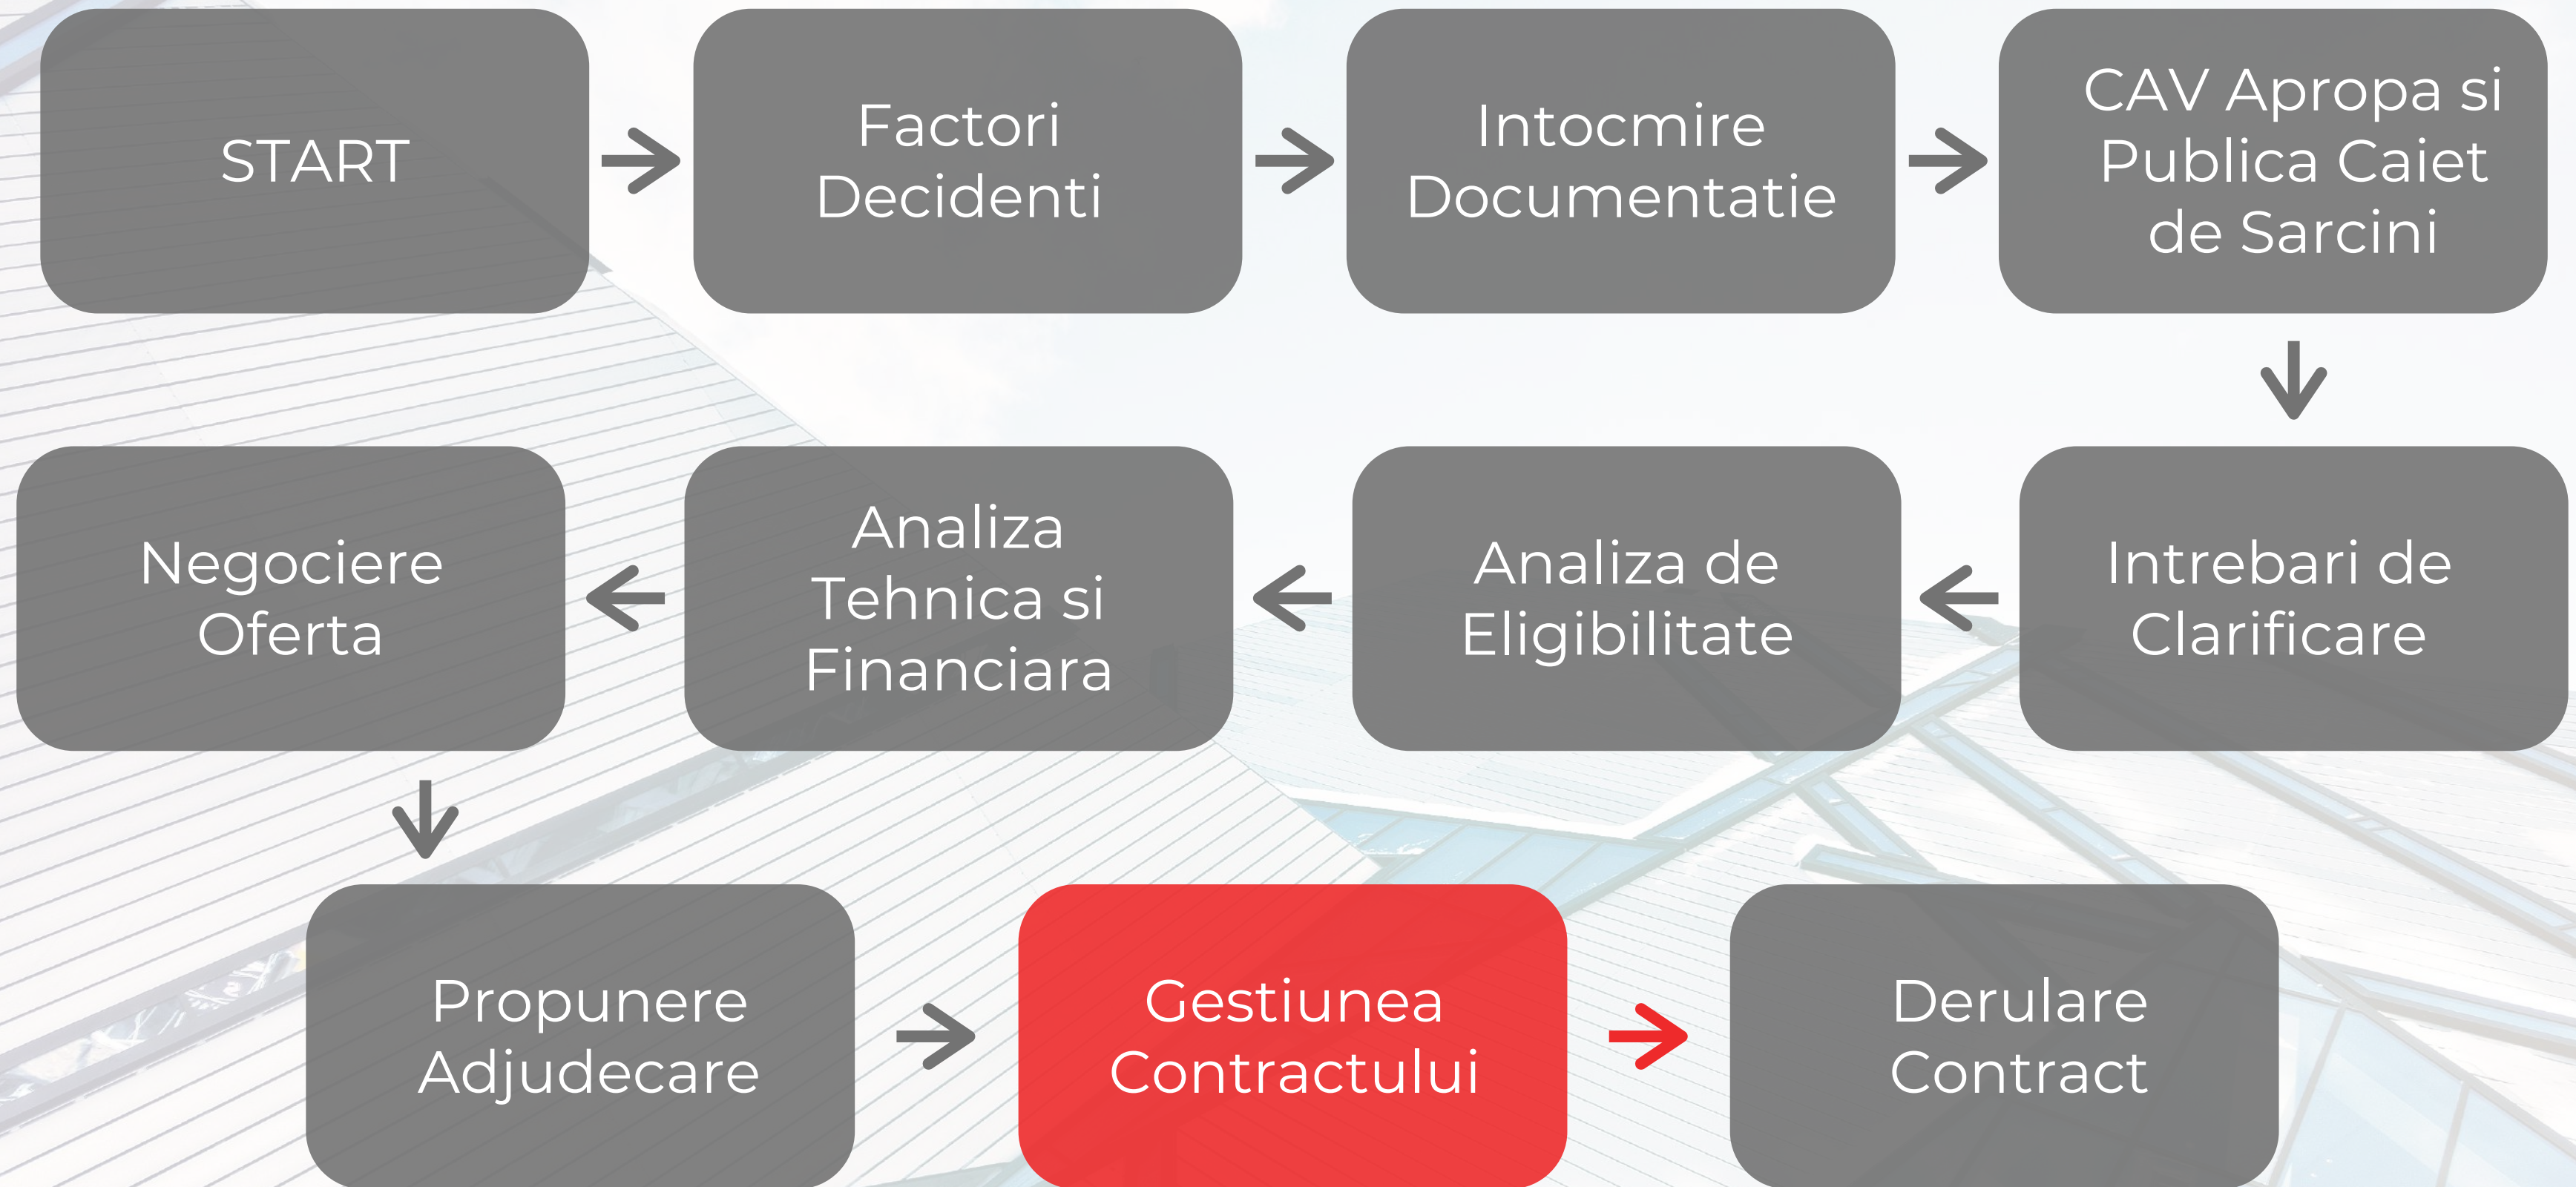 START
Factori
Decidenti
Intocmire
Documentatie
CAV Apropa si
Publica Caiet
de Sarcini
Intrebari de
Clarificare
Analiza de
Eligibilitate
Analiza
Tehnica si
Financiara
Negociere
Oferta
Propunere
Adjudecare
Gestiunea
Contractului
Derulare
Contract